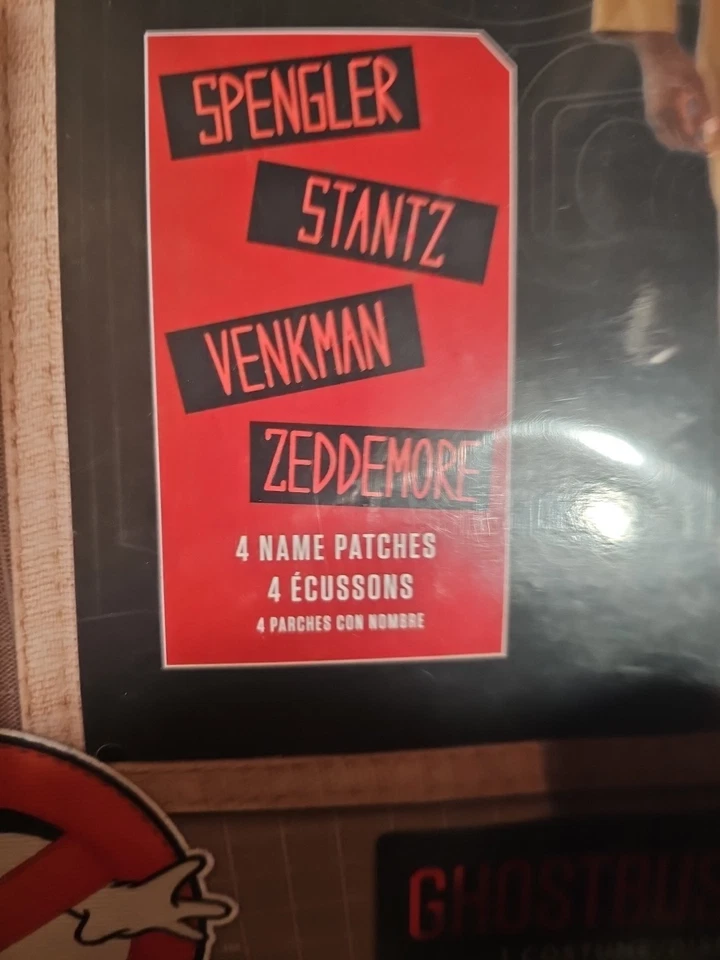 SPENGLER
STANTZ
VENKMAN
ZEDDEMORE
4 NAME PATCHES
4 ÉCUSSONS
4 PARCHES CON NOMBRE